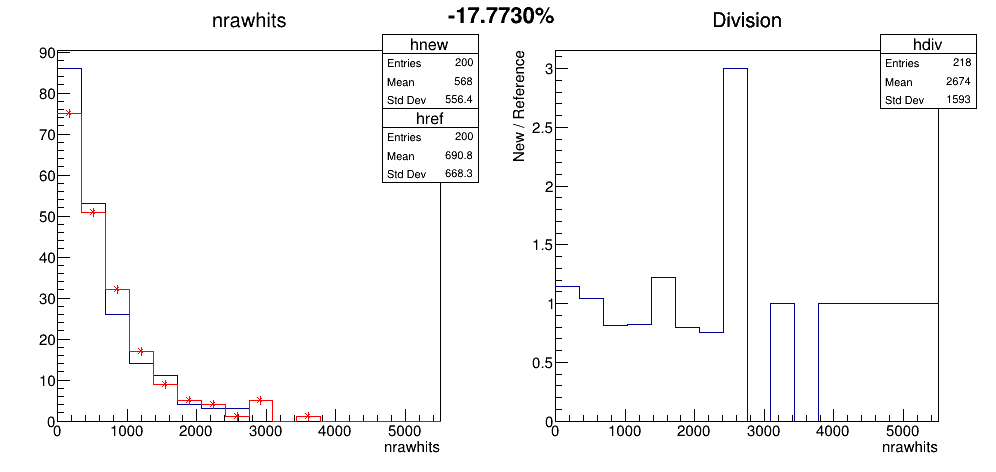 -17.7730%
nrawhits
hnew
Entries 200
Mean 568
Std Dev 556.4
href
Entries 200
Mean 690.8
Std Dev 668.3
90
80
70
60
50
40
30
20
10
0
0 1000 2000 3000 4000 5000
nrawhits
Division
hdiv
Entries 218
Mean 2674
Std Dev 1593
New / Reference
3
2.5
2
1.5
1
0.5
0
0 1000 2000 3000 4000 5000
nrawhits